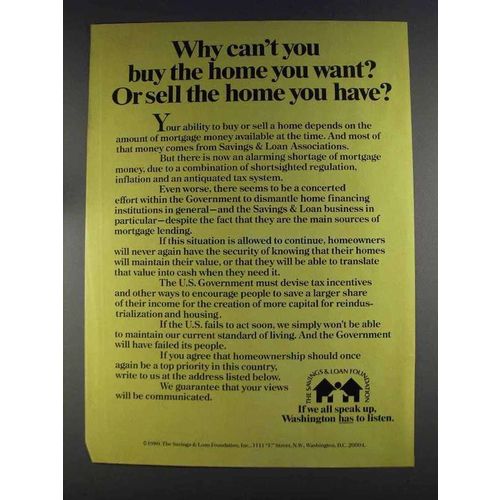 Why can't you
buy the home you want?
Or sell the home you have?
Your ability to buy or sell a home depends on the
amount of mortgage money available at the time. And most of
that money comes from Savings & Loan Associations.
But there is now an alarming shortage of mortgage
money, due to a combination of shortsighted regulation,
inflation and an antiquated tax system.
Even worse, there seems to be a concerted
effort within the Government to dismantle home financing
institutions in general—and the Savings & Loan business in
particular—despite the fact that they are the main sources of
mortgage lending.
If this situation is allowed to continue, homeowners
will never again have the security of knowing that their homes
will maintain their value, or that they will be able to translate
that value into cash when they need it.
The U.S. Government must devise tax incentives
and other ways to encourage people to save a larger share
of their income for the creation of more capital for reindus-
trialization and housing.
If the U.S. fails to act soon, we simply won't be able
to maintain our current standard of living. And the Government
will have failed its people.
If you agree that homeownership should once
again be a top priority in this country,
write to us at the address listed below.
We guarantee that your views
will be communicated.
THE SAVINGS & LOAN FOUNDATION
If we all speak up,
Washington has to listen.
©1980. The Savings & Loan Foundation, Inc., 1111 "E" Street, N.W., Washington, D.C. 20004.